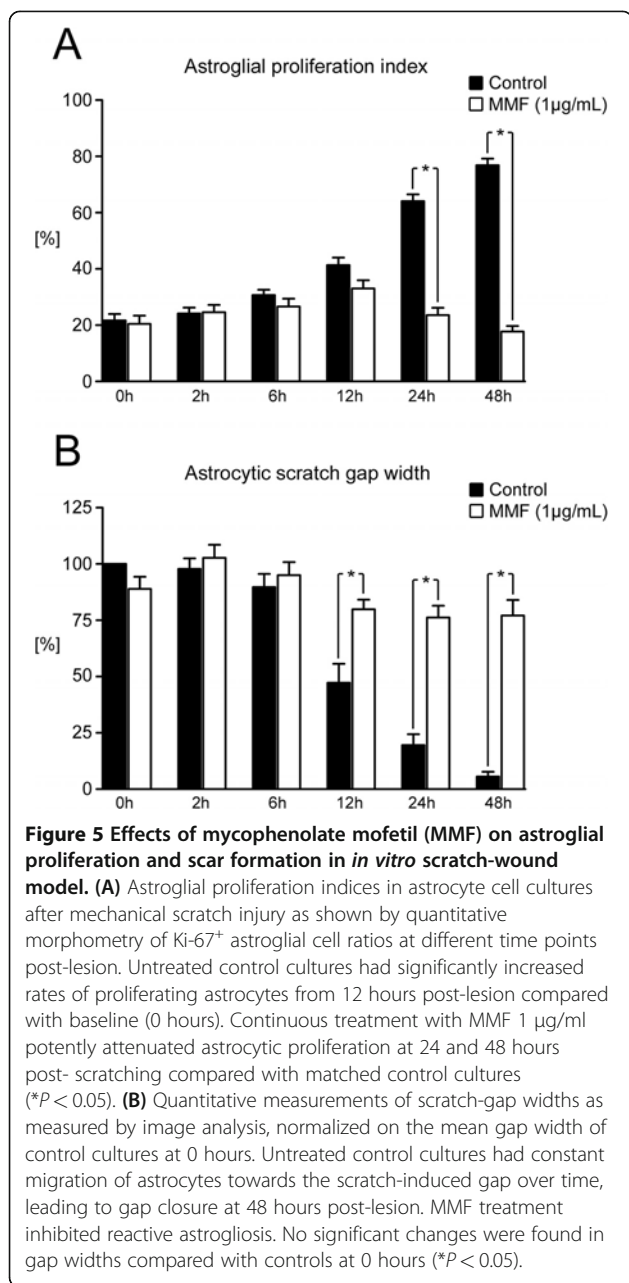 A
Astroglial proliferation index
Control
MMF (1µg/mL)
100
80
60
[%]
40
20
0
* *
0h 2h 6h 12h 24h 48h
B
Astrocytic scratch gap width
Control
MMF (1µg/mL)
125
100
75
[%]
50
25
0
* * *
0h 2h 6h 12h 24h 48h
Figure 5 Effects of mycophenolate mofetil (MMF) on astroglial
proliferation and scar formation in in vitro scratch-wound
model. (A) Astroglial proliferation indices in astrocyte cell cultures
after mechanical scratch injury as shown by quantitative
morphometry of Ki-67+ astroglial cell ratios at different time points
post-lesion. Untreated control cultures had significantly increased
rates of proliferating astrocytes from 12 hours post-lesion compared
with baseline (0 hours). Continuous treatment with MMF 1 µg/ml
potently attenuated astrocytic proliferation at 24 and 48 hours
post- scratching compared with matched control cultures
(*P < 0.05). (B) Quantitative measurements of scratch-gap widths as
measured by image analysis, normalized on the mean gap width of
control cultures at 0 hours. Untreated control cultures had constant
migration of astrocytes towards the scratch-induced gap over time,
leading to gap closure at 48 hours post-lesion. MMF treatment
inhibited reactive astrogliosis. No significant changes were found in
gap widths compared with controls at 0 hours (*P < 0.05).